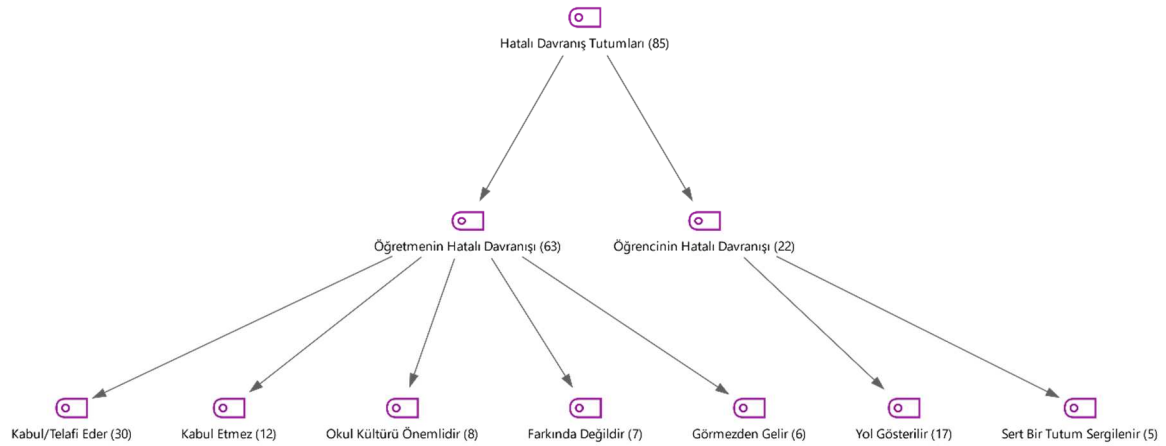 Hatalı Davranış Tutumları (85)
Öğretmenin Hatalı Davranışı (63)
Öğrencinin Hatalı Davranışı (22)
Kabul/Telafi Eder (30)
Kabul Etmez (12)
Okul Kültürü Önemlidir (8)
Farkında Değildir (7)
Görmezden Gelir (6)
Yol Gösterilir (17)
Sert Bir Tutum Sergilenir (5)